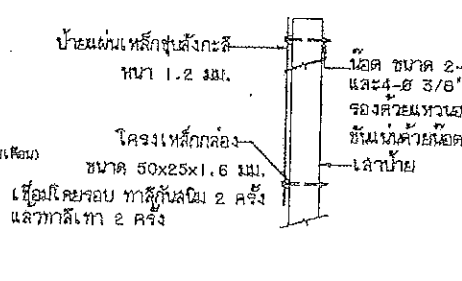 ป้ายแผ่นเหล็กชุบสังกะสี
หนา 1.2 มม.
น๊อต ขนาด 2-
และ4-Ø 3/8"
รองด้วยแหวน
ขันแน่นด้วยน๊อต
โครงเหล็กกล่อง
ขนาด 50x25x1.6 มม.
เสาป้าย
เชื่อมโดยรอบ ทาสีกันสนิม 2 ครั้ง
แล้วทาสีเทา 2 ครั้ง